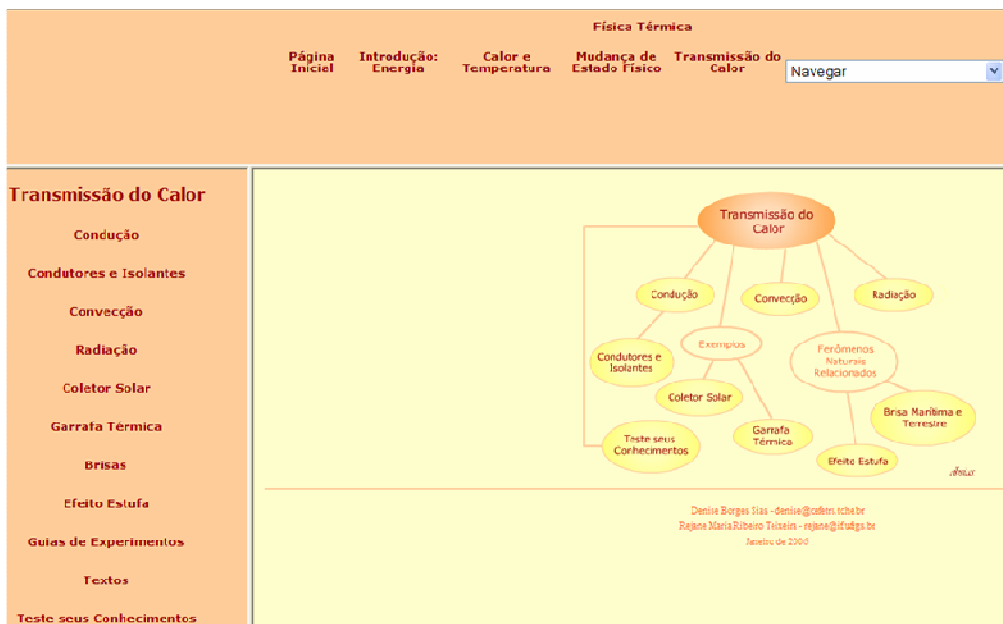 Física Térmica
Página
Inicial
Introdução:
Energia
Calor e
Temperatura
Mudança de
Estado Físico
Transmissão do
Calor
Navegar
Transmissão do Calor
Condução
Condutores e Isolantes
Convecção
Radiação
Coletor Solar
Garrafa Térmica
Brisas
Efeito Estufa
Guias de Experimentos
Textos
Teste seus Conhecimentos
Transmissão do
Calor
Condução
Convecção
Radiação
Exemplos
Condutores e
Isolantes
Fenômenos
Naturais
Relacionados
Coletor Solar
Brisa Marítima e
Terrestre
Garrafa
Térmica
Teste seus
Conhecimentos
Efeito Estufa
Denise Borges Sias -
Rejane Maria Ribeiro Teixeira -
Janeiro de